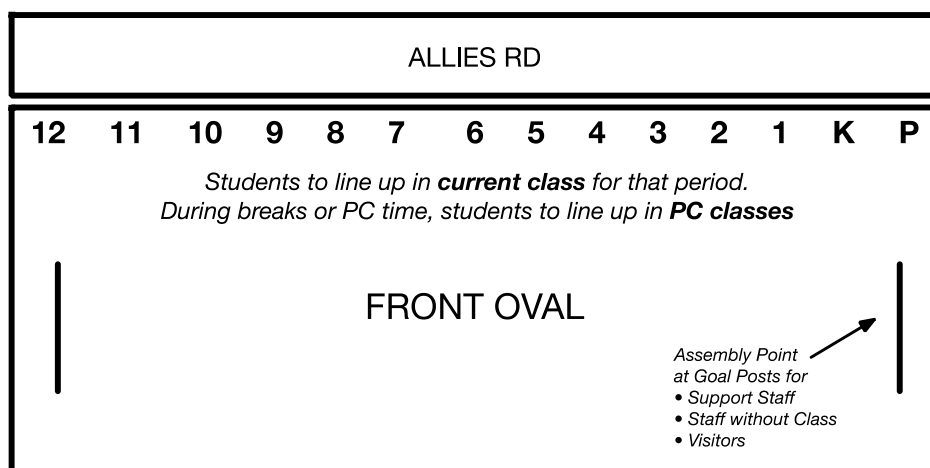 ALLIES RD
12 11 10 9 8 7 6 5 4 3 2 1 K P
Students to line up in current class for that period.
During breaks or PC time, students to line up in PC classes
FRONT OVAL
Assembly Point
at Goal Posts for
• Support Staff
• Staff without Class
• Visitors